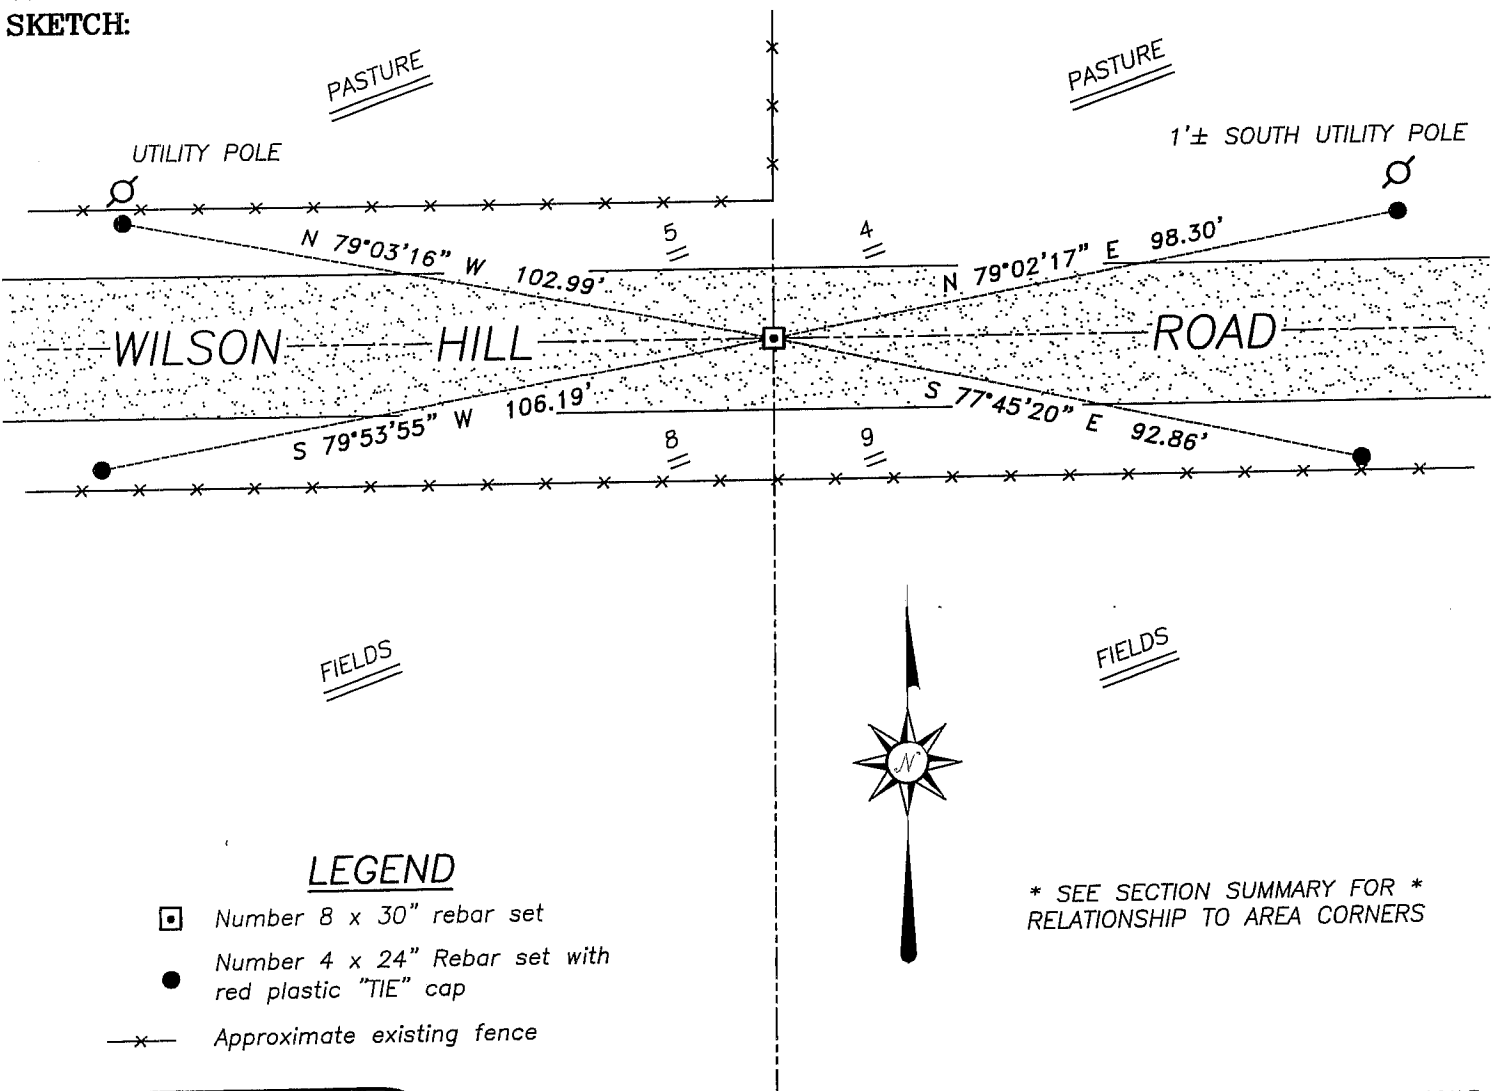 SKETCH:
PASTURE
PASTURE
UTILITY POLE
1'± SOUTH UTILITY POLE
5
4
N 79°03'16" W 102.99'
N 79°02'17" E 98.30'
WILSON HILL ROAD
S 79°53'55" W 106.19'
S 77°45'20" E 92.86'
8
9
FIELDS
FIELDS
N
LEGEND
Number 8 x 30" rebar set
Number 4 x 24" Rebar set with
red plastic "TIE" cap
Approximate existing fence
* SEE SECTION SUMMARY FOR *
RELATIONSHIP TO AREA CORNERS